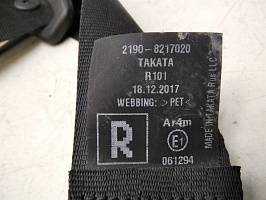 2190-8217020
TAKATA
R101
18.12.2017
WEBBING: >PET<
R
Ar4m
E1
061294
MADE IN TAKATA Rus LLC